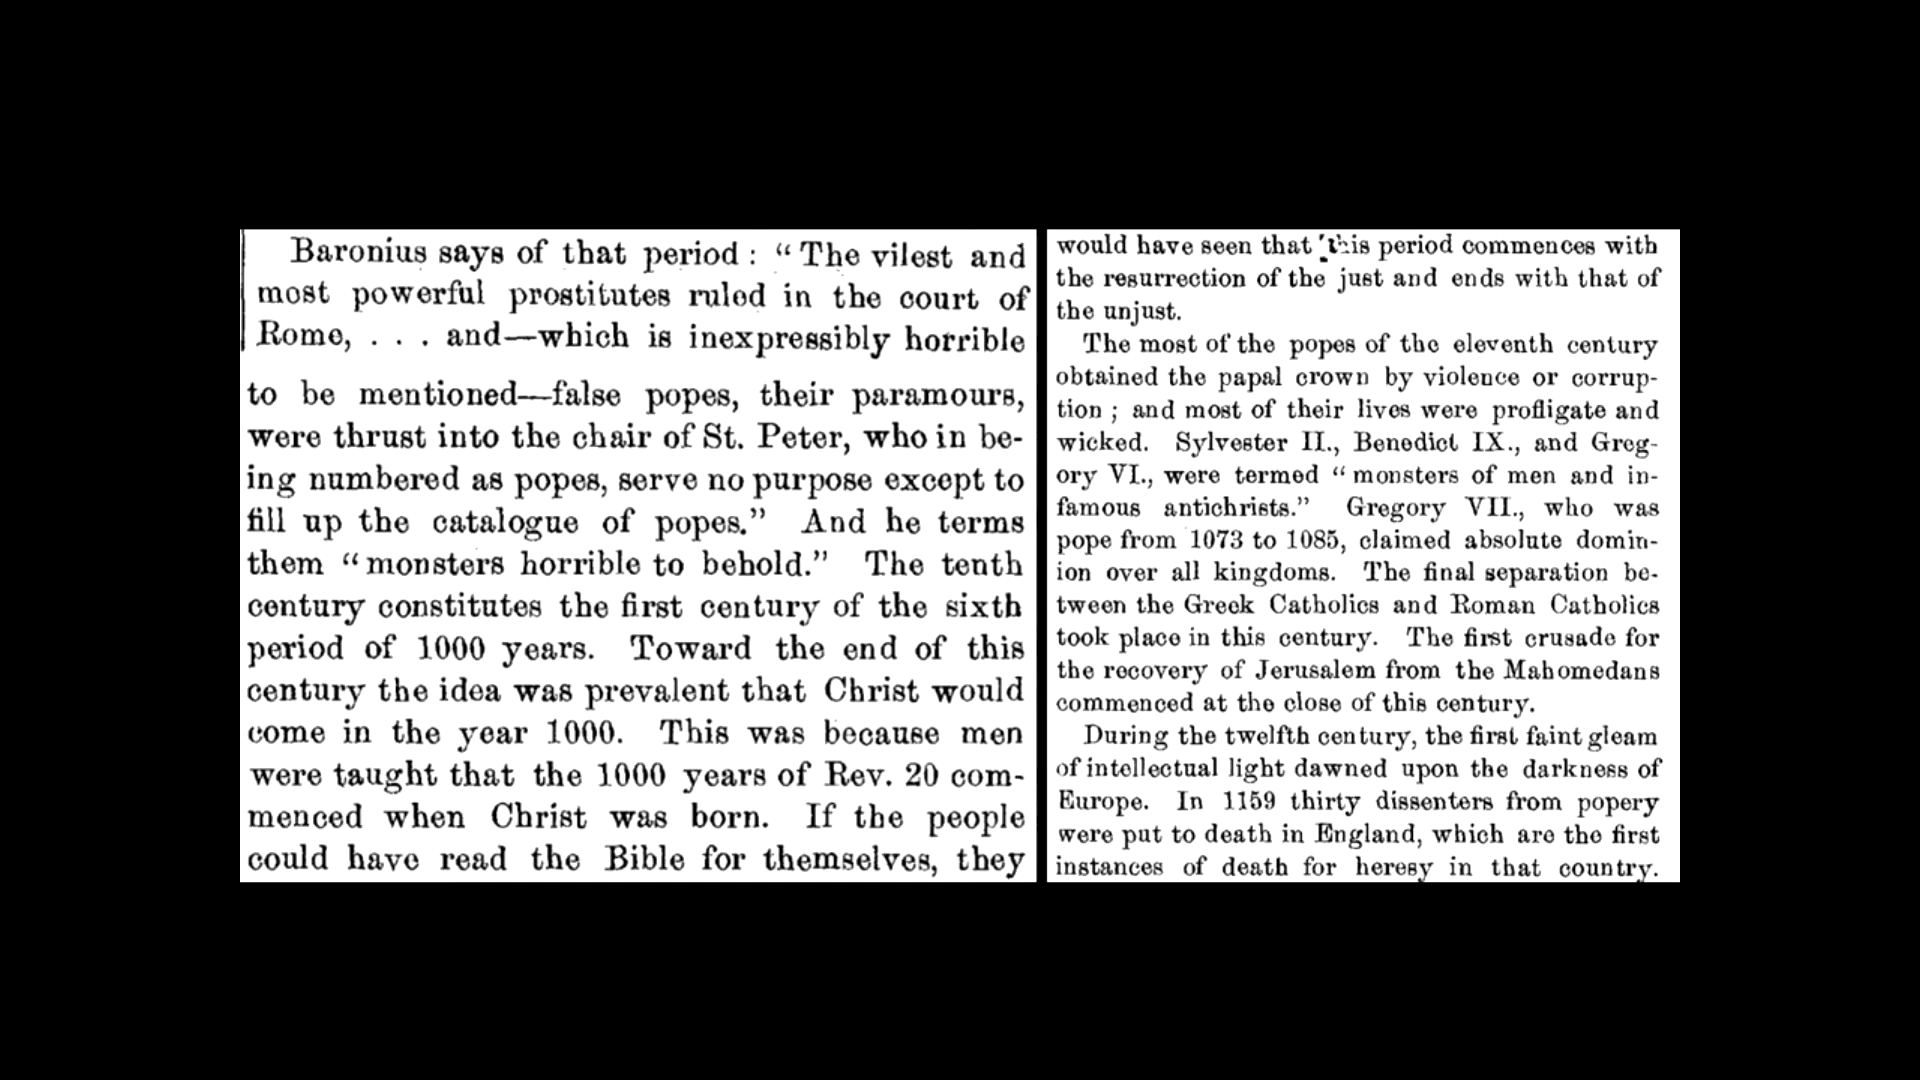 Baronius says of that period : “ The vilest and
most powerful prostitutes ruled in the court of
Rome, . . . and—which is inexpressibly horrible
to be mentioned—false popes, their paramours,
were thrust into the chair of St. Peter, who in be-
ing numbered as popes, serve no purpose except to
fill up the catalogue of popes.” And he terms
them “ monsters horrible to behold.” The tenth
century constitutes the first century of the sixth
period of 1000 years. Toward the end of this
century the idea was prevalent that Christ would
come in the year 1000. This was because men
were taught that the 1000 years of Rev. 20 com-
menced when Christ was born. If the people
could have read the Bible for themselves, they
would have seen that this period commences with
the resurrection of the just and ends with that of
the unjust.
The most of the popes of the eleventh century
obtained the papal crown by violence or corrup-
tion ; and most of their lives were profligate and
wicked. Sylvester II., Benedict IX., and Greg-
ory VI., were termed “ monsters of men and in-
famous antichrists.” Gregory VII., who was
pope from 1073 to 1085, claimed absolute domin-
ion over all kingdoms. The final separation be-
tween the Greek Catholics and Roman Catholics
took place in this century. The first crusade for
the recovery of Jerusalem from the Mahomedans
commenced at the close of this century.
During the twelfth century, the first faint gleam
of intellectual light dawned upon the darkness of
Europe. In 1159 thirty dissenters from popery
were put to death in England, which are the first
instances of death for heresy in that country.